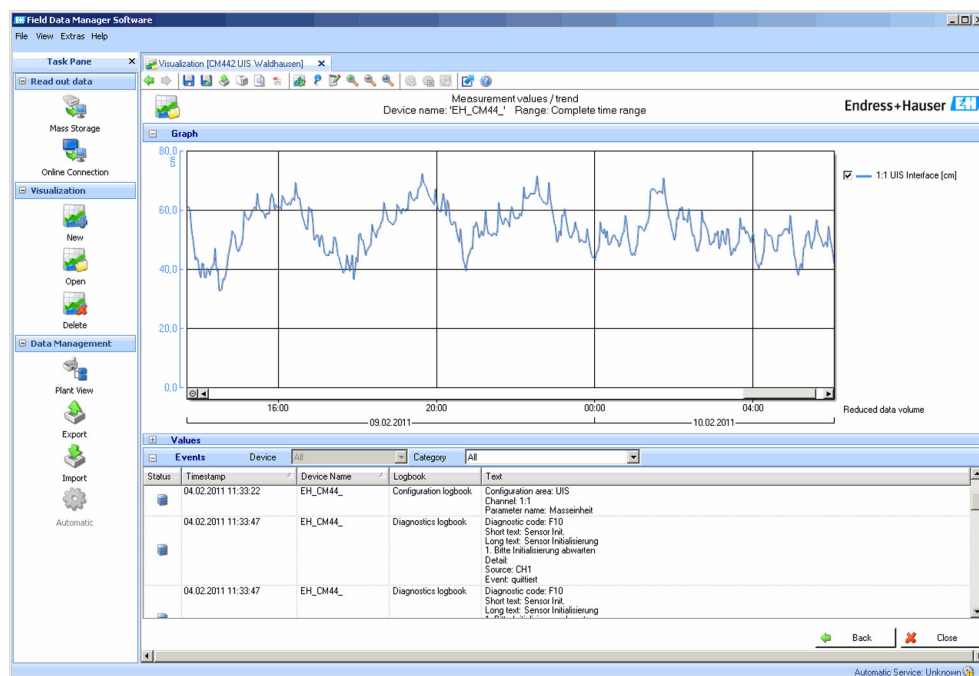 Field Data Manager Software
File View Extras Help
Task Pane X
Visualization [CM442 UIS Waldhausen] X
Read out data
Mass Storage
Online Connection
Visualization
New
Open
Delete
Data Management
Plant View
Export
Import
Automatic
Measurement values / trend
Device name: 'EH_CM44_' Range: Complete time range
Endress+Hauser EH
Graph
80,0
cm
60,0
40,0
20,0
0,0
1:1 UIS Interface [cm]
16:00 20:00 00:00 04:00
09.02.2011 10.02.2011
Reduced data volume
Values
Events Device All Category All
Status Timestamp Device Name Logbook Text
04.02.2011 11:33:22 EH_CM44_ Configuration logbook Configuration area: UIS
Channel: 1:1
Parameter name: Masseinheit
04.02.2011 11:33:47 EH_CM44_ Diagnostics logbook Diagnostic code: F10
Short text: Sensor Init.
Long text: Sensor Initialisierung
1. Bitte Initialisierung abwarten
Detail:
Source: CH1
Event: quittiert
04.02.2011 11:33:47 EH_CM44_ Diagnostics logbook Diagnostic code: F10
Short text: Sensor Init.
Long text: Sensor Initialisierung
Back Close
Automatic Service: Unknown